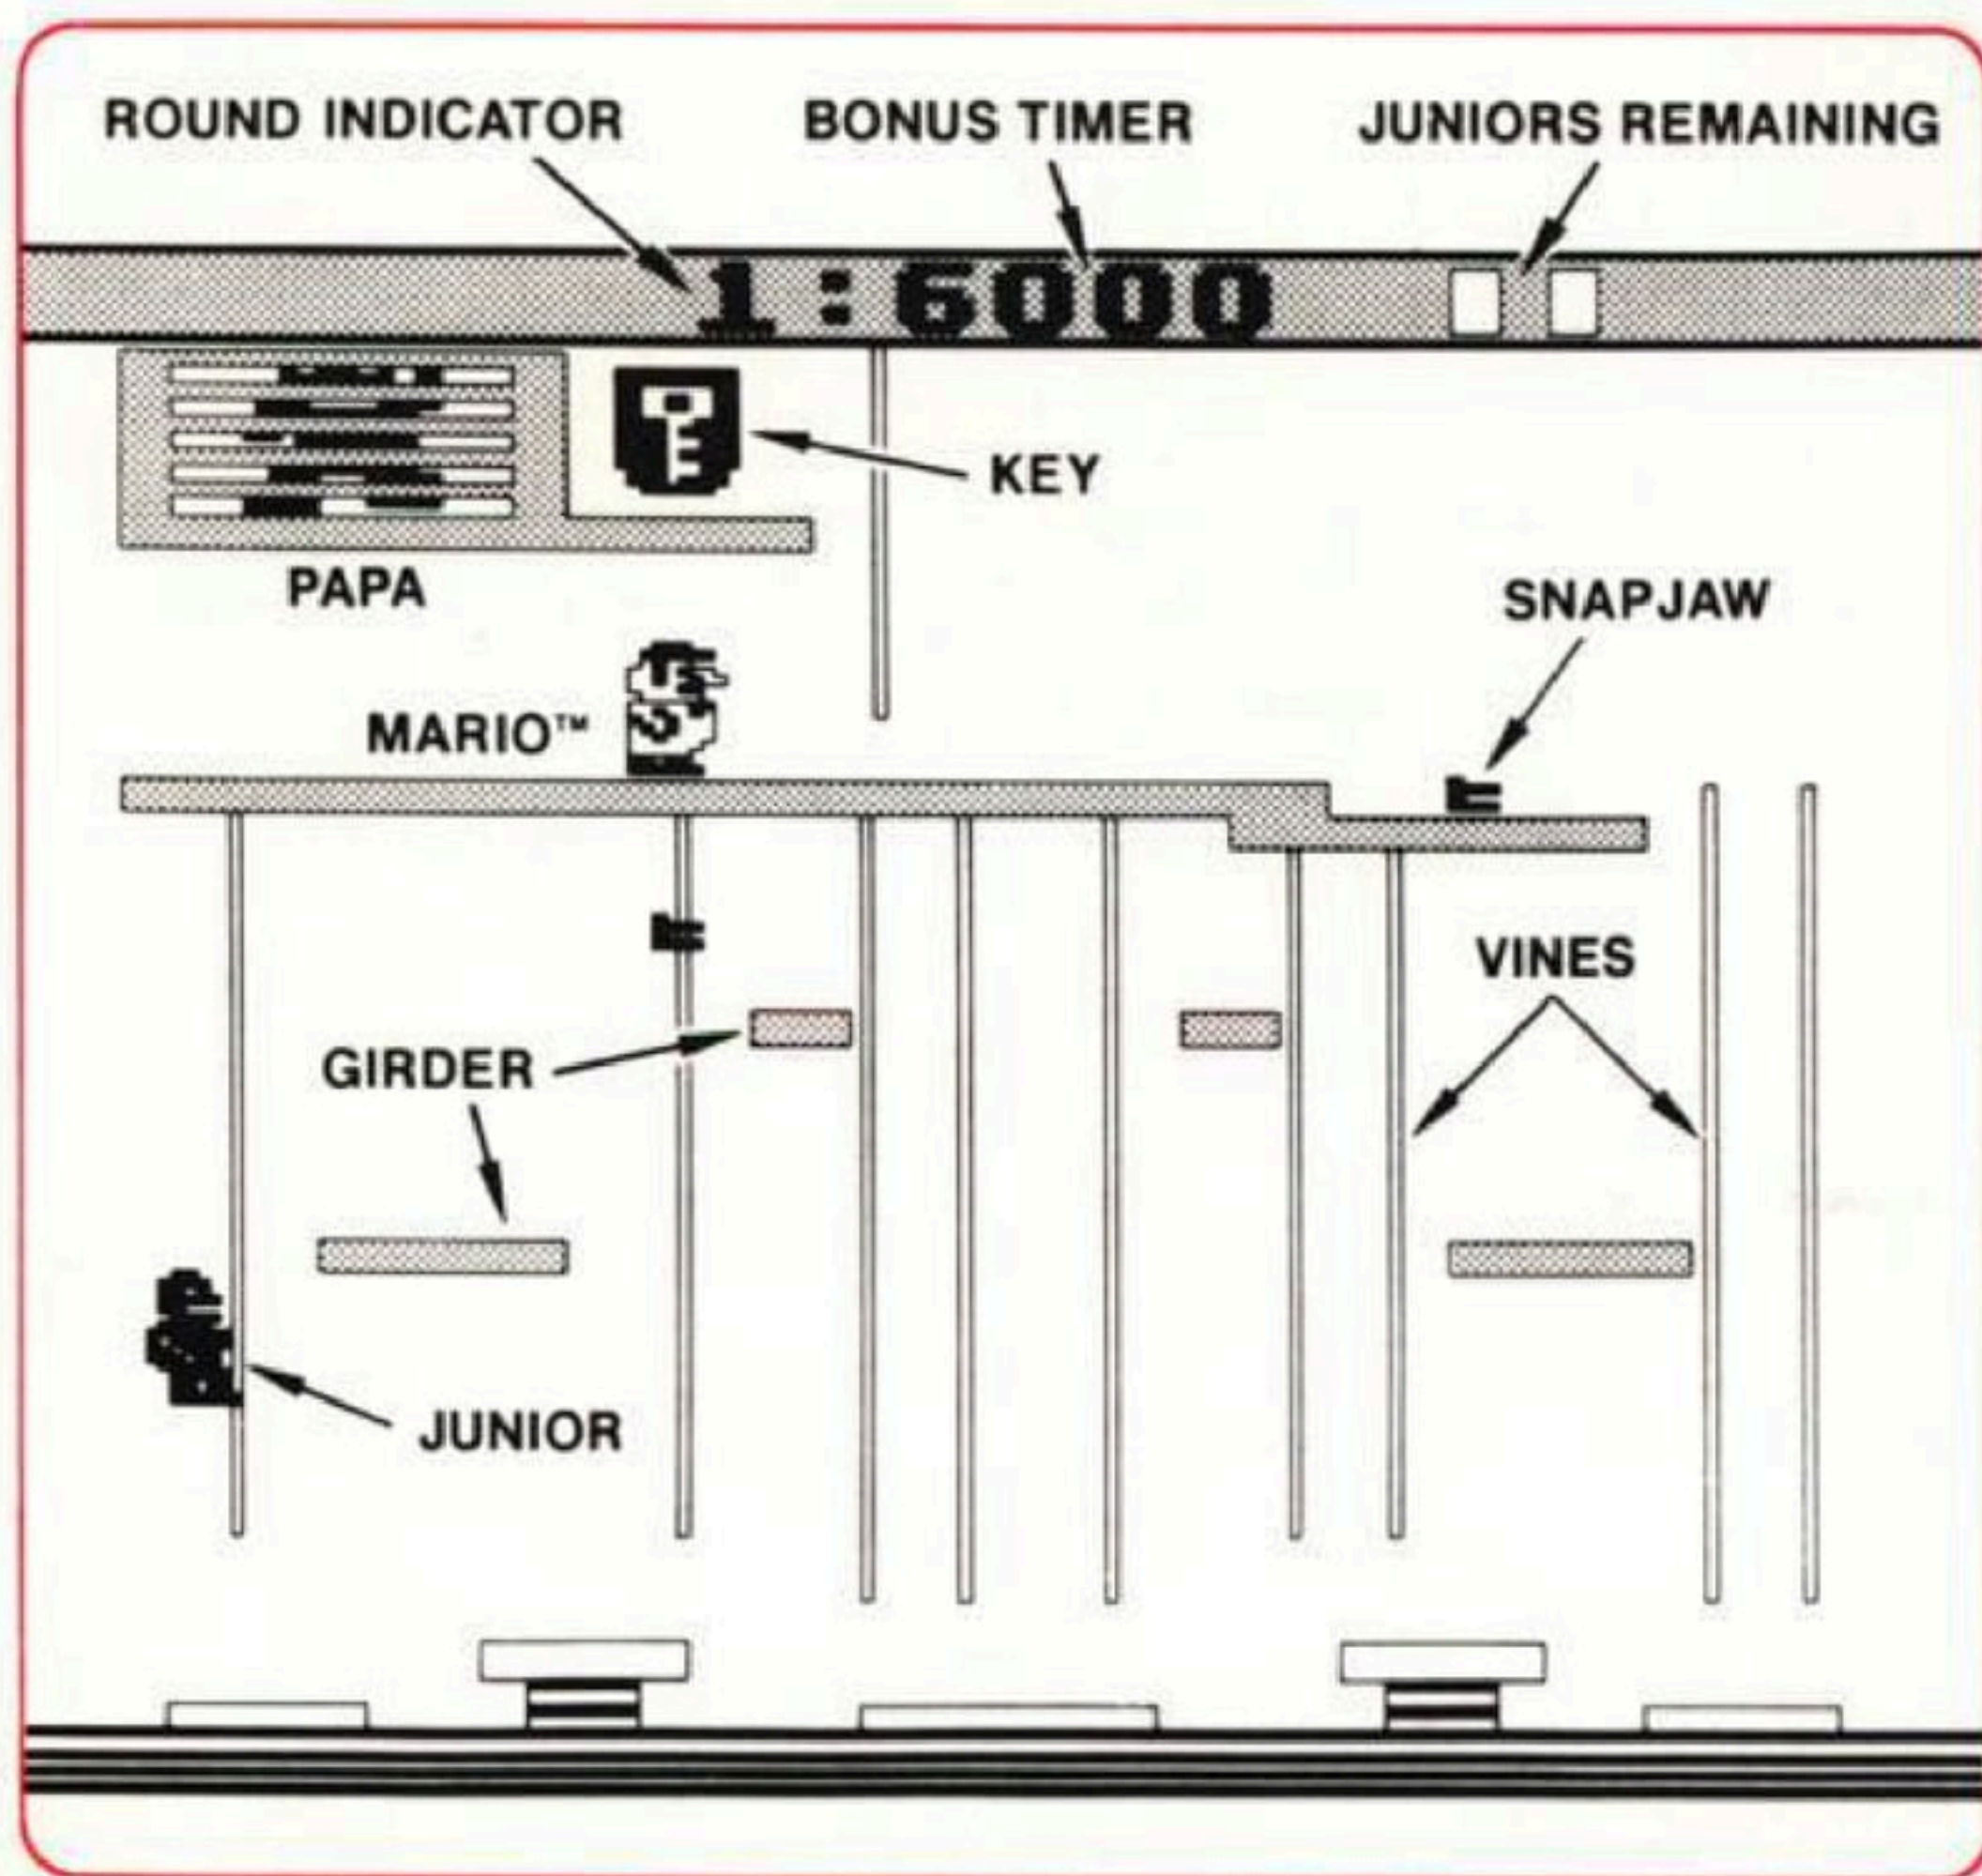 ROUND INDICATOR
BONUS TIMER
JUNIORS REMAINING
1:6000
KEY
PAPA
SNAPJAW
MARIO™
VINES
GIRDER
JUNIOR